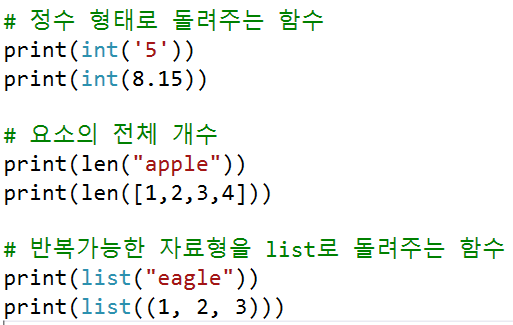 # 정수 형태로 돌려주는 함수
print(int('5'))
print(int(8.15))
# 요소의 전체 개수
print(len("apple"))
print(len([1,2,3,4]))
# 반복가능한 자료형을 list로 돌려주는 함수
print(list("eagle"))
print(list((1, 2, 3)))